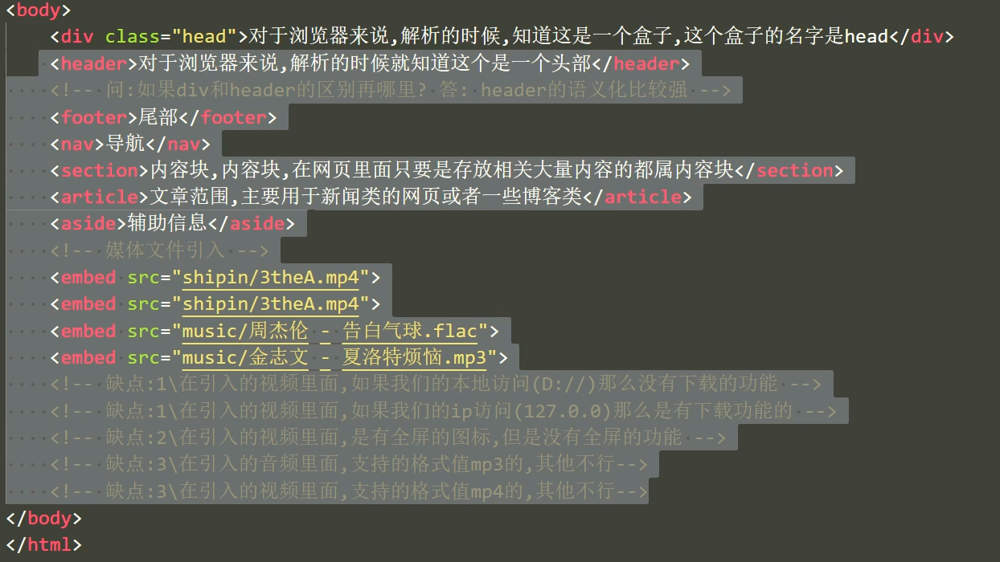 <body>
<div class="head">对于浏览器来说,解析的时候,知道这是一个盒子,这个盒子的名字是head</div>
<header>对于浏览器来说,解析的时候就知道这个是一个头部</header>
<!-- 问:如果div和header的区别再哪里? 答: header的语义化比较强 -->
<footer>尾部</footer>
<nav>导航</nav>
<section>内容块,内容块,在网页里面只要是存放相关大量内容的都属内容块</section>
<article>文章范围,主要用于新闻类的网页或者一些博客类</article>
<aside>辅助信息</aside>
<!-- 媒体文件引入 -->
<embed src="shipin/3theA.mp4">
<embed src="shipin/3theA.mp4">
<embed src="music/周杰伦 - 告白气球.flac">
<embed src="music/金志文 - 夏洛特烦恼.mp3">
<!-- 缺点:1\在引入的视频里面,如果我们的本地访问(D://)那么没有下载的功能 -->
<!-- 缺点:1\在引入的视频里面,如果我们的ip访问(127.0.0)那么是有下载功能的 -->
<!-- 缺点:2\在引入的视频里面,是有全屏的图标,但是没有全屏的功能 -->
<!-- 缺点:3\在引入的音频里面,支持的格式值mp3的,其他不行-->
<!-- 缺点:3\在引入的视频里面,支持的格式值mp4的,其他不行-->
</body>
</html>